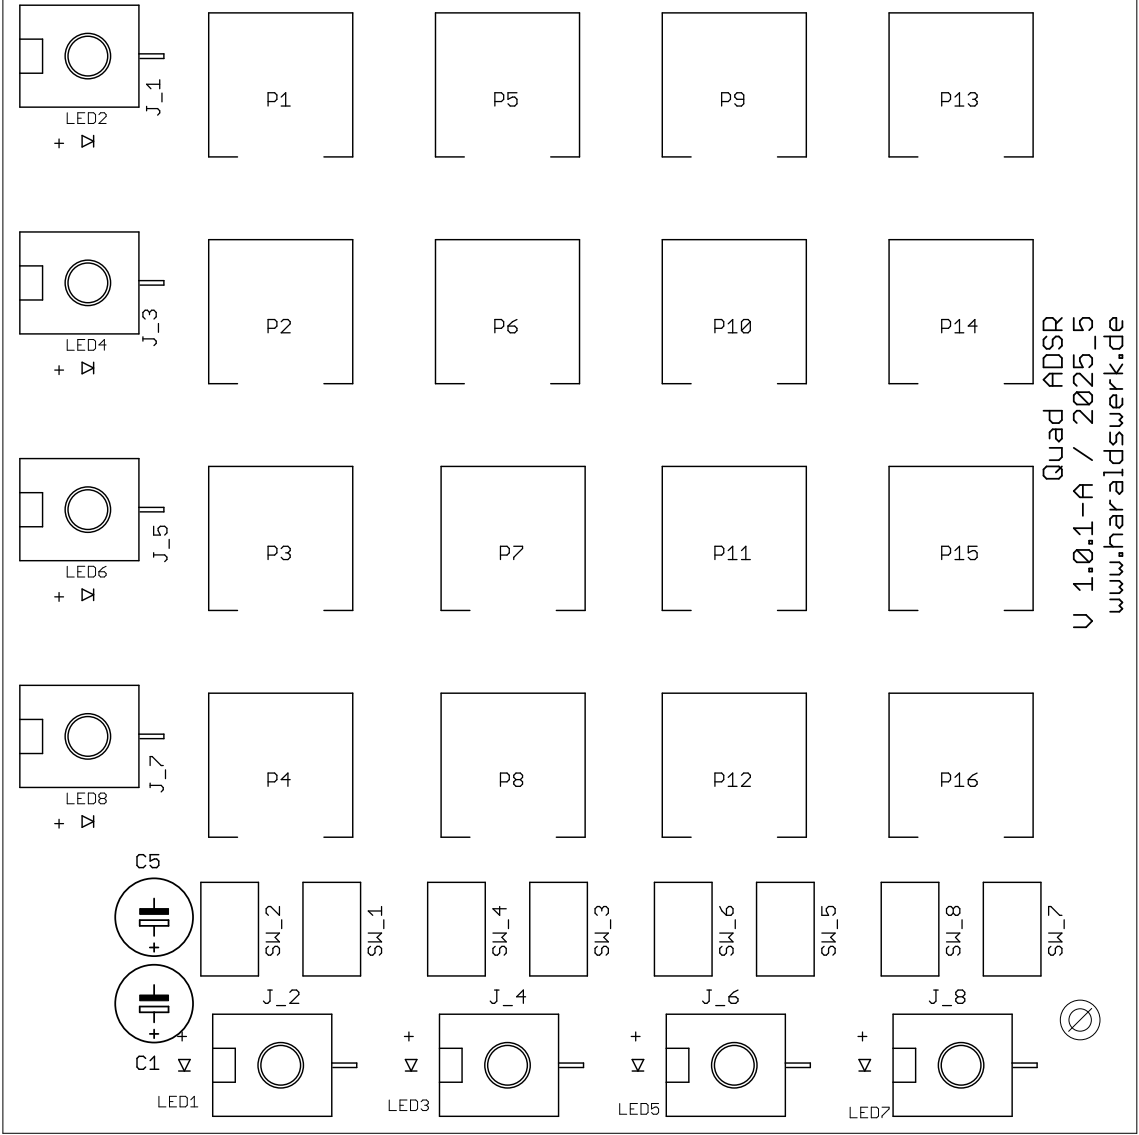 J_1
P1
P5
P9
P13
LED2
+
J_3
P2
P6
P10
P14
LED4
+
Quad ADSR
V 1.0.1-A / 2025_5
www.haraldswerk.de
J_5
P3
P7
P11
P15
LED6
+
J_7
P4
P8
P12
P16
LED8
+
C5
+
SW_2
SW_1
SW_4
SW_3
SW_6
SW_5
SW_8
SW_7
J_2
J_4
J_6
J_8
+
C1
+
+
+
+
LED1
LED3
LED5
LED7